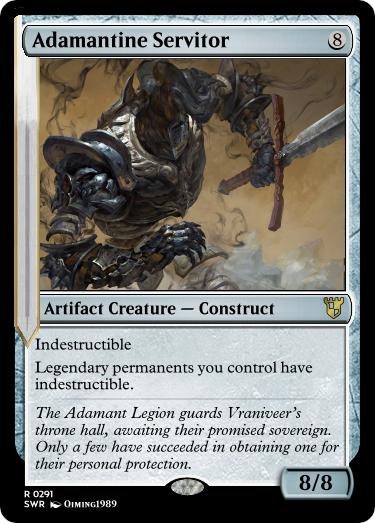 Adamantine Servitor 8
Artifact Creature — Construct
Indestructible
Legendary permanents you control have
indestructible.
The Adamant Legion guards Vraniveer's
throne hall, awaiting their promised sovereign.
Only a few have succeeded in obtaining one for
their personal protection.
8/8
R 0291
SWR Oiming1989